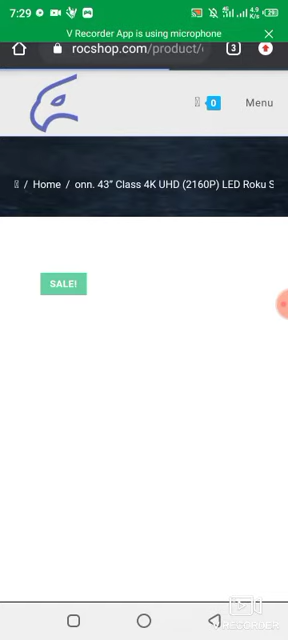 7:29
V Recorder App is using microphone
rocshop.com/product/
3
0
Menu
/ Home / onn. 43" Class 4K UHD (2160P) LED Roku S
SALE!